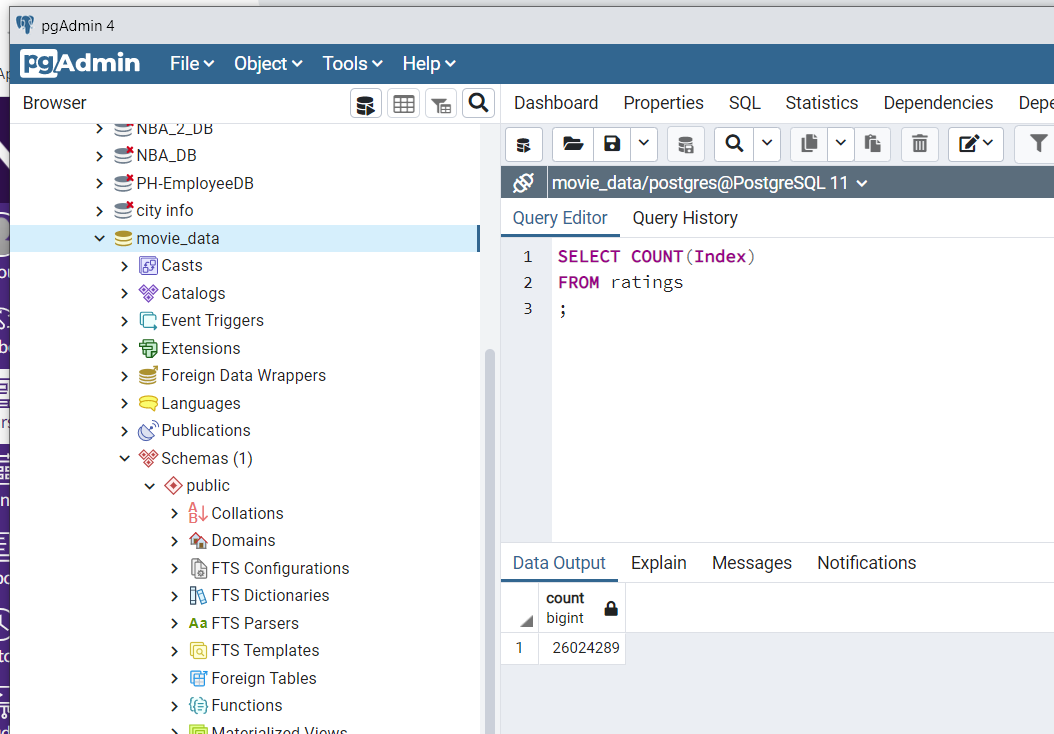 pgAdmin 4
pgAdmin File Object Tools Help
Browser
Dashboard Properties SQL Statistics Dependencies Depe
NBA_2_DB
NBA_DB
PH-EmployeeDB
city info
movie_data
Casts
Catalogs
Event Triggers
Extensions
Foreign Data Wrappers
Languages
Publications
Schemas (1)
public
Collations
Domains
FTS Configurations
FTS Dictionaries
Aa FTS Parsers
FTS Templates
Foreign Tables
Functions
Materialized Views
movie_data/postgres@PostgreSQL 11
Query Editor Query History
1 SELECT COUNT(Index)
2 FROM ratings
3 ;
Data Output Explain Messages Notifications
count
bigint
1 26024289